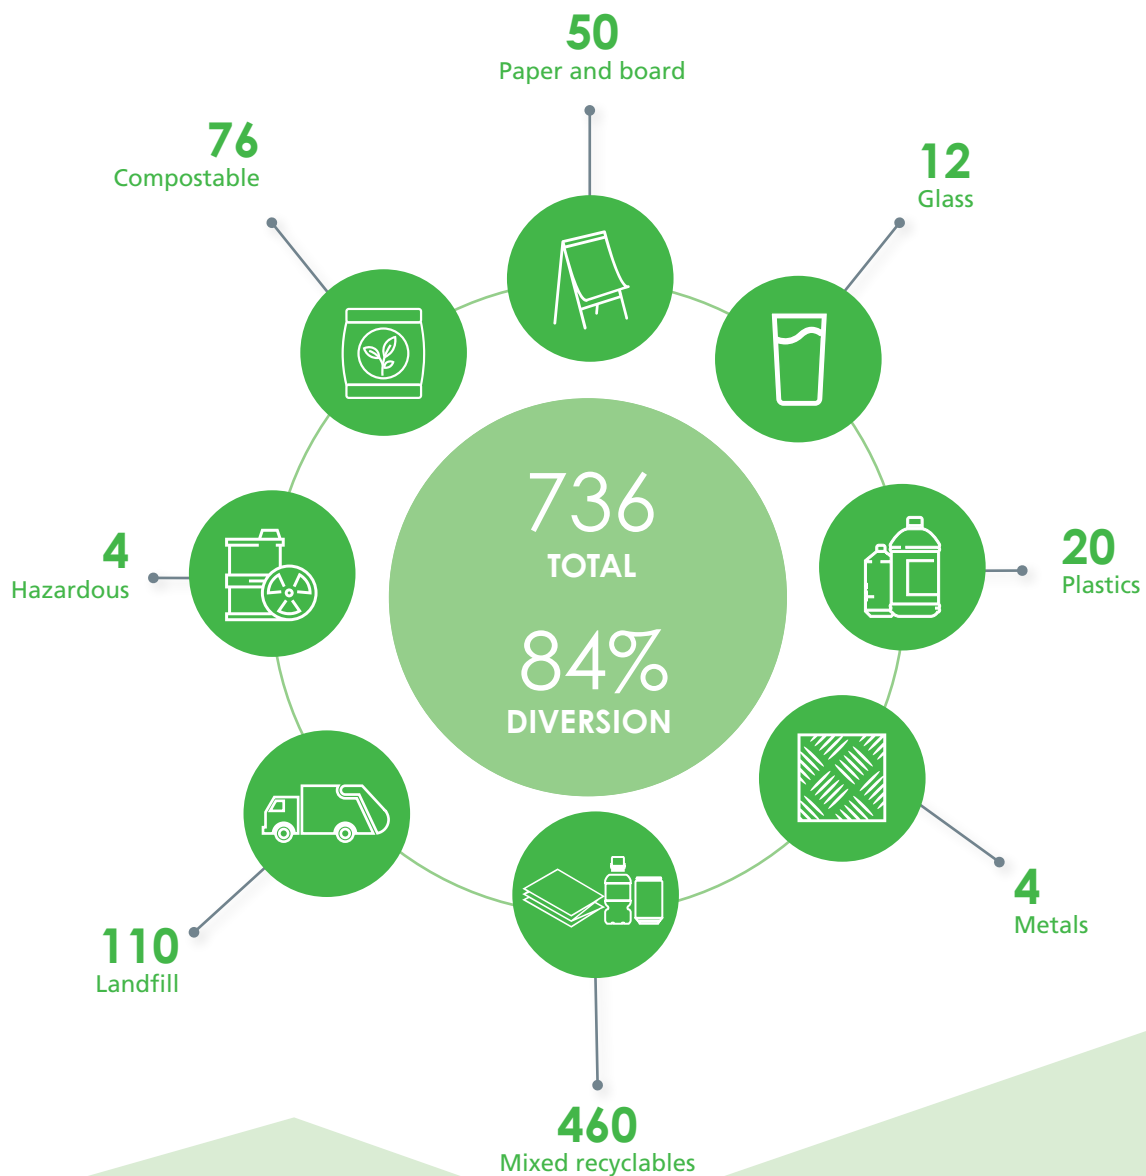 50
Paper and board
76
Compostable
12
Glass
736
TOTAL
84%
DIVERSION
4
Hazardous
20
Plastics
4
Metals
110
Landfill
460
Mixed recyclables